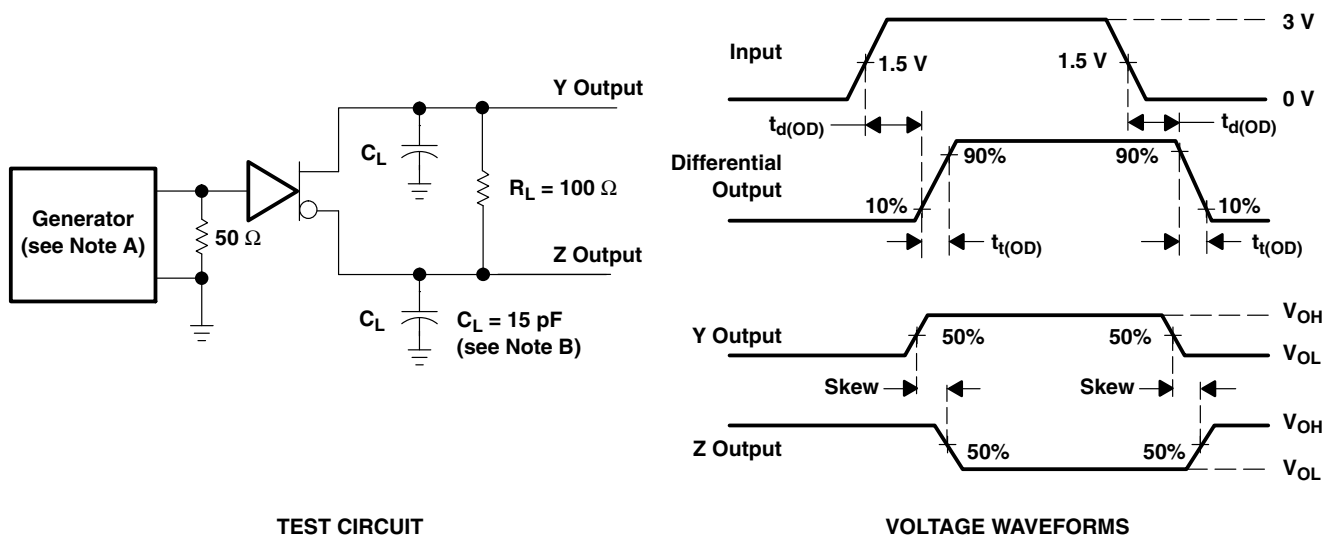 Y Output
C_L
R_L = 100 Ω
Generator
(see Note A)
50 Ω
Z Output
C_L
C_L = 15 pF
(see Note B)
TEST CIRCUIT
3 V
Input
1.5 V
1.5 V
0 V
t_d(OD)
t_d(OD)
Differential
Output
90%
90%
10%
10%
t_t(OD)
t_t(OD)
V_OH
Y Output
50%
50%
V_OL
Skew
Skew
V_OH
Z Output
50%
50%
V_OL
VOLTAGE WAVEFORMS